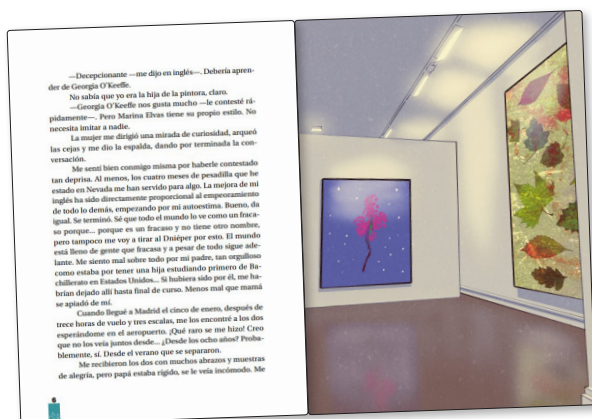 —Decepcionante —me dijo en inglés—. Debería apren-
der de Georgia O'Keeffe.
No sabía que yo era la hija de la pintora, claro.
—Georgia O'Keeffe nos gusta mucho —le contesté rá-
pidamente—. Pero Marina Elvas tiene su propio estilo. No
necesita imitar a nadie.
La mujer me dirigió una mirada de curiosidad, arqueó
las cejas y me dio la espalda, dando por terminada la con-
versación.
Me sentí bien conmigo misma por haberle contestado
tan deprisa. Al menos, los cuatro meses de pesadilla que he
estado en Nevada me han servido para algo. La mejora de mi
inglés ha sido directamente proporcional al empeoramiento
de todo lo demás, empezando por mi autoestima. Bueno, da
igual. Se terminó. Sé que todo el mundo lo ve como un fraca-
so porque... porque es un fracaso y no tiene otro nombre,
pero tampoco me voy a tirar al Dniéper por esto. El mundo
está lleno de gente que fracasa y a pesar de todo sigue ade-
lante. Me siento mal sobre todo por mi padre, tan orgulloso
como estaba por tener una hija estudiando primero de Ba-
chillerato en Estados Unidos... Si hubiera sido por él, me ha-
brían dejado allí hasta final de curso. Menos mal que mamá
se apiadó de mí.
Cuando llegué a Madrid el cinco de enero, después de
trece horas de vuelo y tres escalas, me los encontré a los dos
esperándome en el aeropuerto. ¡Qué raro se me hizo! Creo
que no los veía juntos desde... ¿Desde los ocho años? Proba-
blemente, sí. Desde el verano que se separaron.
Me recibieron los dos con muchos abrazos y muestras
de alegría, pero papá estaba rígido, se le veía incómodo. Me
6